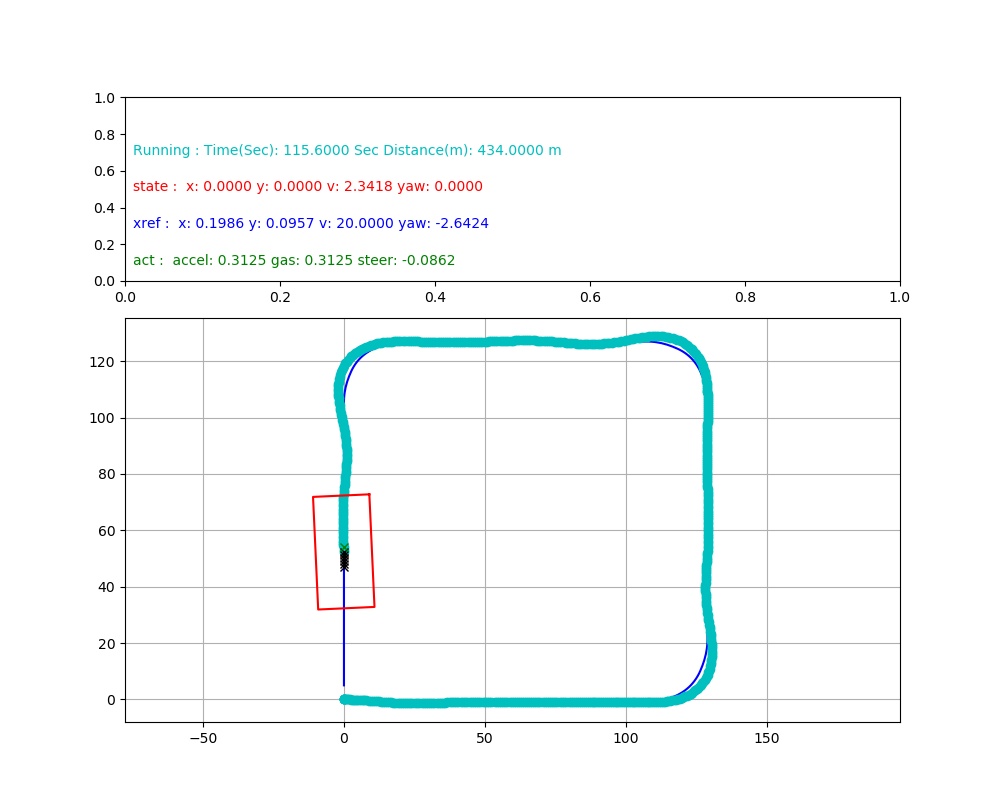 1.0
0.8
Running : Time(Sec): 115.6000 Sec Distance(m): 434.0000 m
0.6
state :  x: 0.0000 y: 0.0000 v: 2.3418 yaw: 0.0000
0.4
xref :  x: 0.1986 y: 0.0957 v: 20.0000 yaw: -2.6424
0.2
act :  accel: 0.3125 gas: 0.3125 steer: -0.0862
0.0
0.0 0.2 0.4 0.6 0.8 1.0
120
100
80
60
40
20
0
−50 0 50 100 150